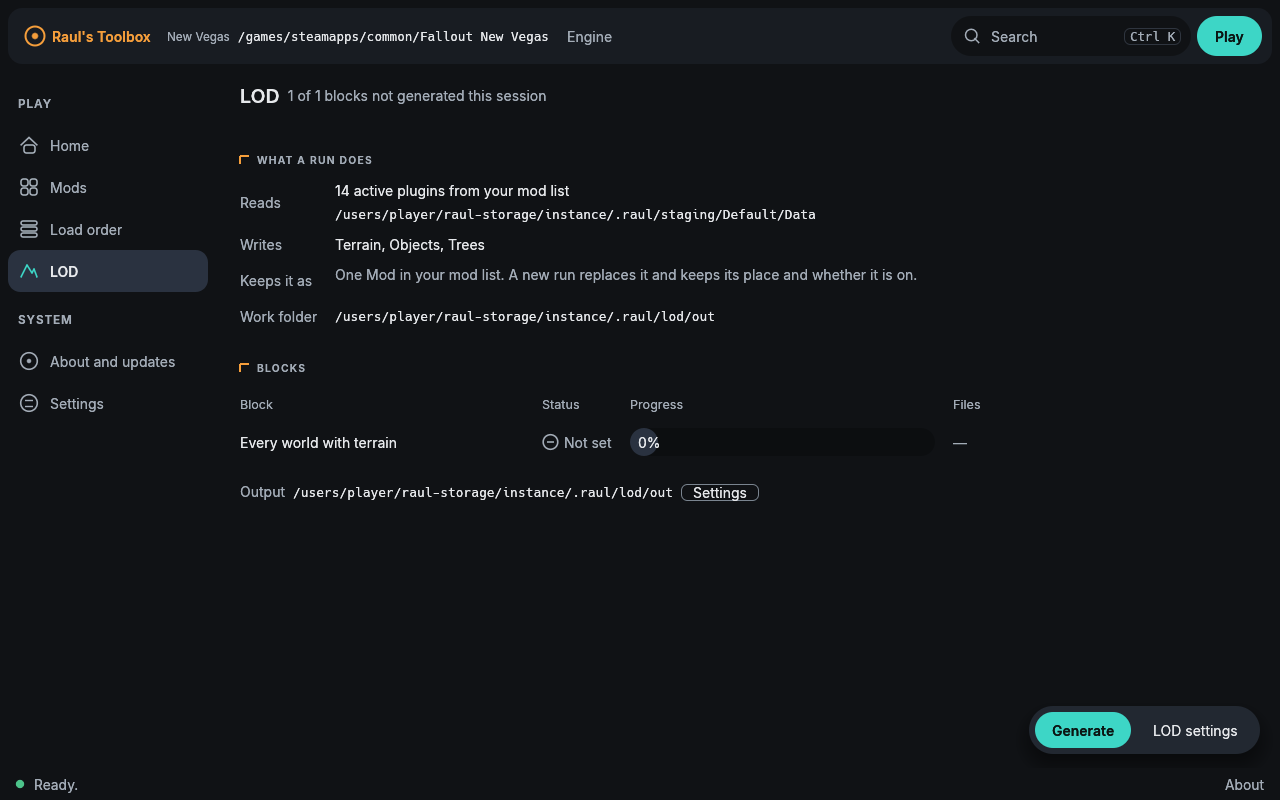 Raul's Toolbox New Vegas /games/steamapps/common/Fallout New Vegas Engine Search Ctrl K Play
PLAY
Home
Mods
Load order
LOD
SYSTEM
About and updates
Settings
LOD 1 of 1 blocks not generated this session
WHAT A RUN DOES
Reads 14 active plugins from your mod list
/users/player/raul-storage/instance/.raul/staging/Default/Data
Writes Terrain, Objects, Trees
Keeps it as One Mod in your mod list. A new run replaces it and keeps its place and whether it is on.
Work folder /users/player/raul-storage/instance/.raul/lod/out
BLOCKS
Block Status Progress Files
Every world with terrain Not set 0% —
Output /users/player/raul-storage/instance/.raul/lod/out Settings
Generate LOD settings
Ready. About